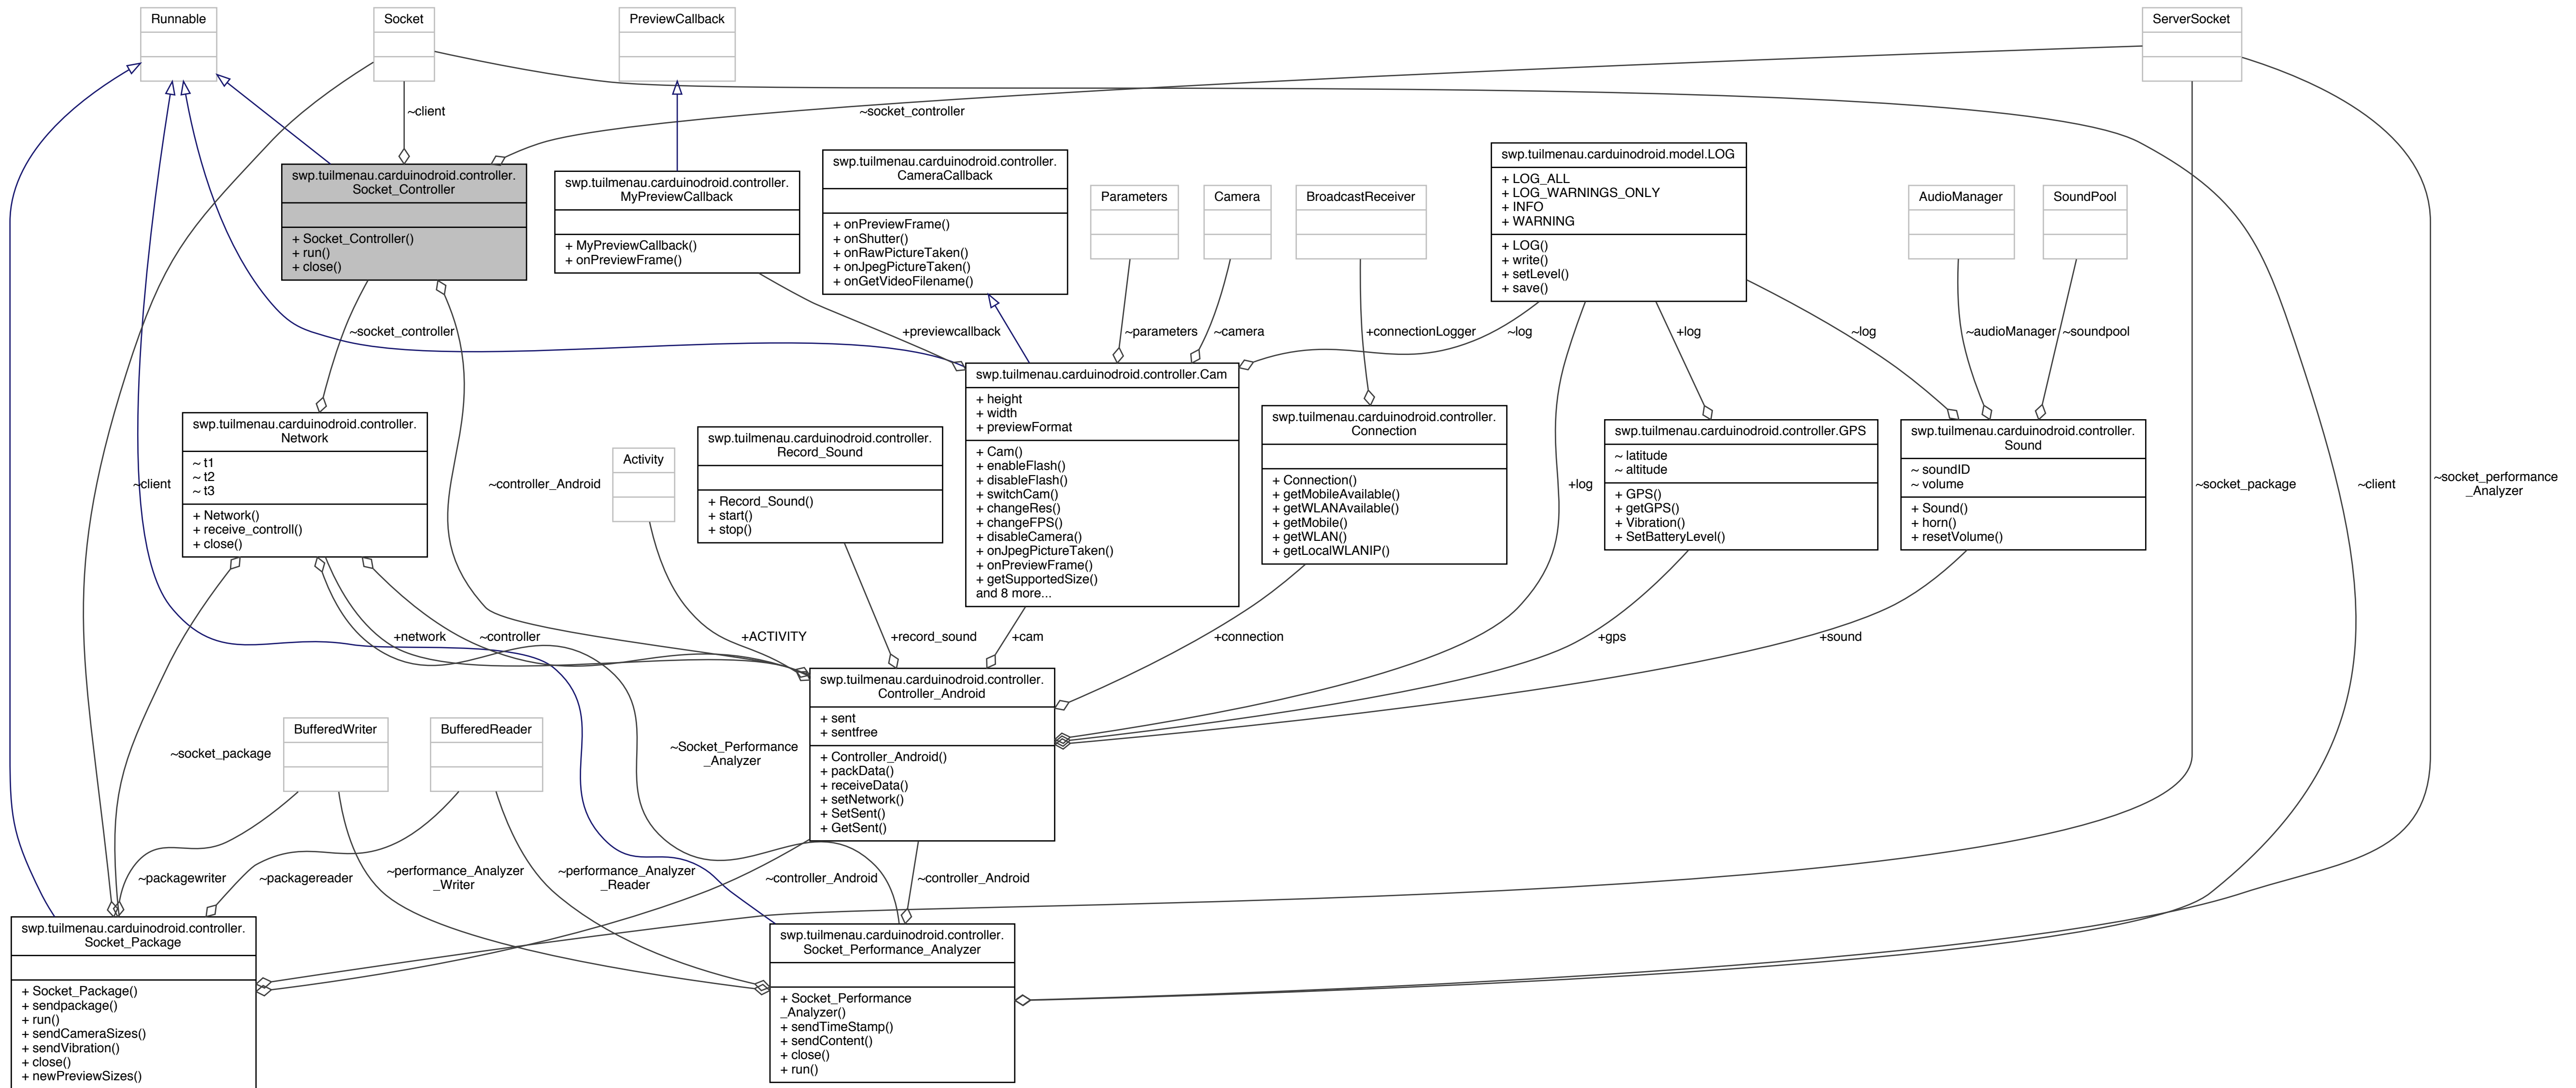 Runnable
Socket
PreviewCallback
ServerSocket
~client
~socket_controller
swp.tuilmenau.carduinodroid.controller.
Socket_Controller
+ Socket_Controller()
+ run()
+ close()
swp.tuilmenau.carduinodroid.controller.
MyPreviewCallback
+ MyPreviewCallback()
+ onPreviewFrame()
swp.tuilmenau.carduinodroid.controller.
CameraCallback
+ onPreviewFrame()
+ onShutter()
+ onRawPictureTaken()
+ onJpegPictureTaken()
+ onGetVideoFilename()
Parameters
Camera
BroadcastReceiver
swp.tuilmenau.carduinodroid.model.LOG
+ LOG_ALL
+ LOG_WARNINGS_ONLY
+ INFO
+ WARNING
+ LOG()
+ write()
+ setLevel()
+ save()
AudioManager
SoundPool
~socket_controller
+previewcallback
~parameters
~camera
+connectionLogger
~log
+log
~log
~audioManager
~soundpool
swp.tuilmenau.carduinodroid.controller.
Network
~ t1
~ t2
~ t3
+ Network()
+ receive_controll()
+ close()
~client
~controller_Android
Activity
swp.tuilmenau.carduinodroid.controller.
Record_Sound
+ Record_Sound()
+ start()
+ stop()
swp.tuilmenau.carduinodroid.controller.Cam
+ height
+ width
+ previewFormat
+ Cam()
+ enableFlash()
+ disableFlash()
+ switchCam()
+ changeRes()
+ changeFPS()
+ disableCamera()
+ onJpegPictureTaken()
+ onPreviewFrame()
+ getSupportedSize()
and 8 more...
swp.tuilmenau.carduinodroid.controller.
Connection
+ Connection()
+ getMobileAvailable()
+ getWLANAvailable()
+ getMobile()
+ getWLAN()
+ getLocalWLANIP()
+log
swp.tuilmenau.carduinodroid.controller.GPS
~ latitude
~ altitude
+ GPS()
+ getGPS()
+ Vibration()
+ SetBatteryLevel()
swp.tuilmenau.carduinodroid.controller.
Sound
~ soundID
~ volume
+ Sound()
+ horn()
+ resetVolume()
~socket_package
~client
~socket_performance
_Analyzer
+network
~controller
+ACTIVITY
+record_sound
+cam
+connection
+gps
+sound
swp.tuilmenau.carduinodroid.controller.
Controller_Android
+ sent
+ sentfree
+ Controller_Android()
+ packData()
+ receiveData()
+ setNetwork()
+ SetSent()
+ GetSent()
~socket_package
BufferedWriter
BufferedReader
~Socket_Performance
_Analyzer
~packagewriter
~packagereader
~performance_Analyzer
_Writer
~performance_Analyzer
_Reader
~controller_Android
~controller_Android
swp.tuilmenau.carduinodroid.controller.
Socket_Package
+ Socket_Package()
+ sendpackage()
+ run()
+ sendCameraSizes()
+ sendVibration()
+ close()
+ newPreviewSizes()
swp.tuilmenau.carduinodroid.controller.
Socket_Performance_Analyzer
+ Socket_Performance
_Analyzer()
+ sendTimeStamp()
+ sendContent()
+ close()
+ run()